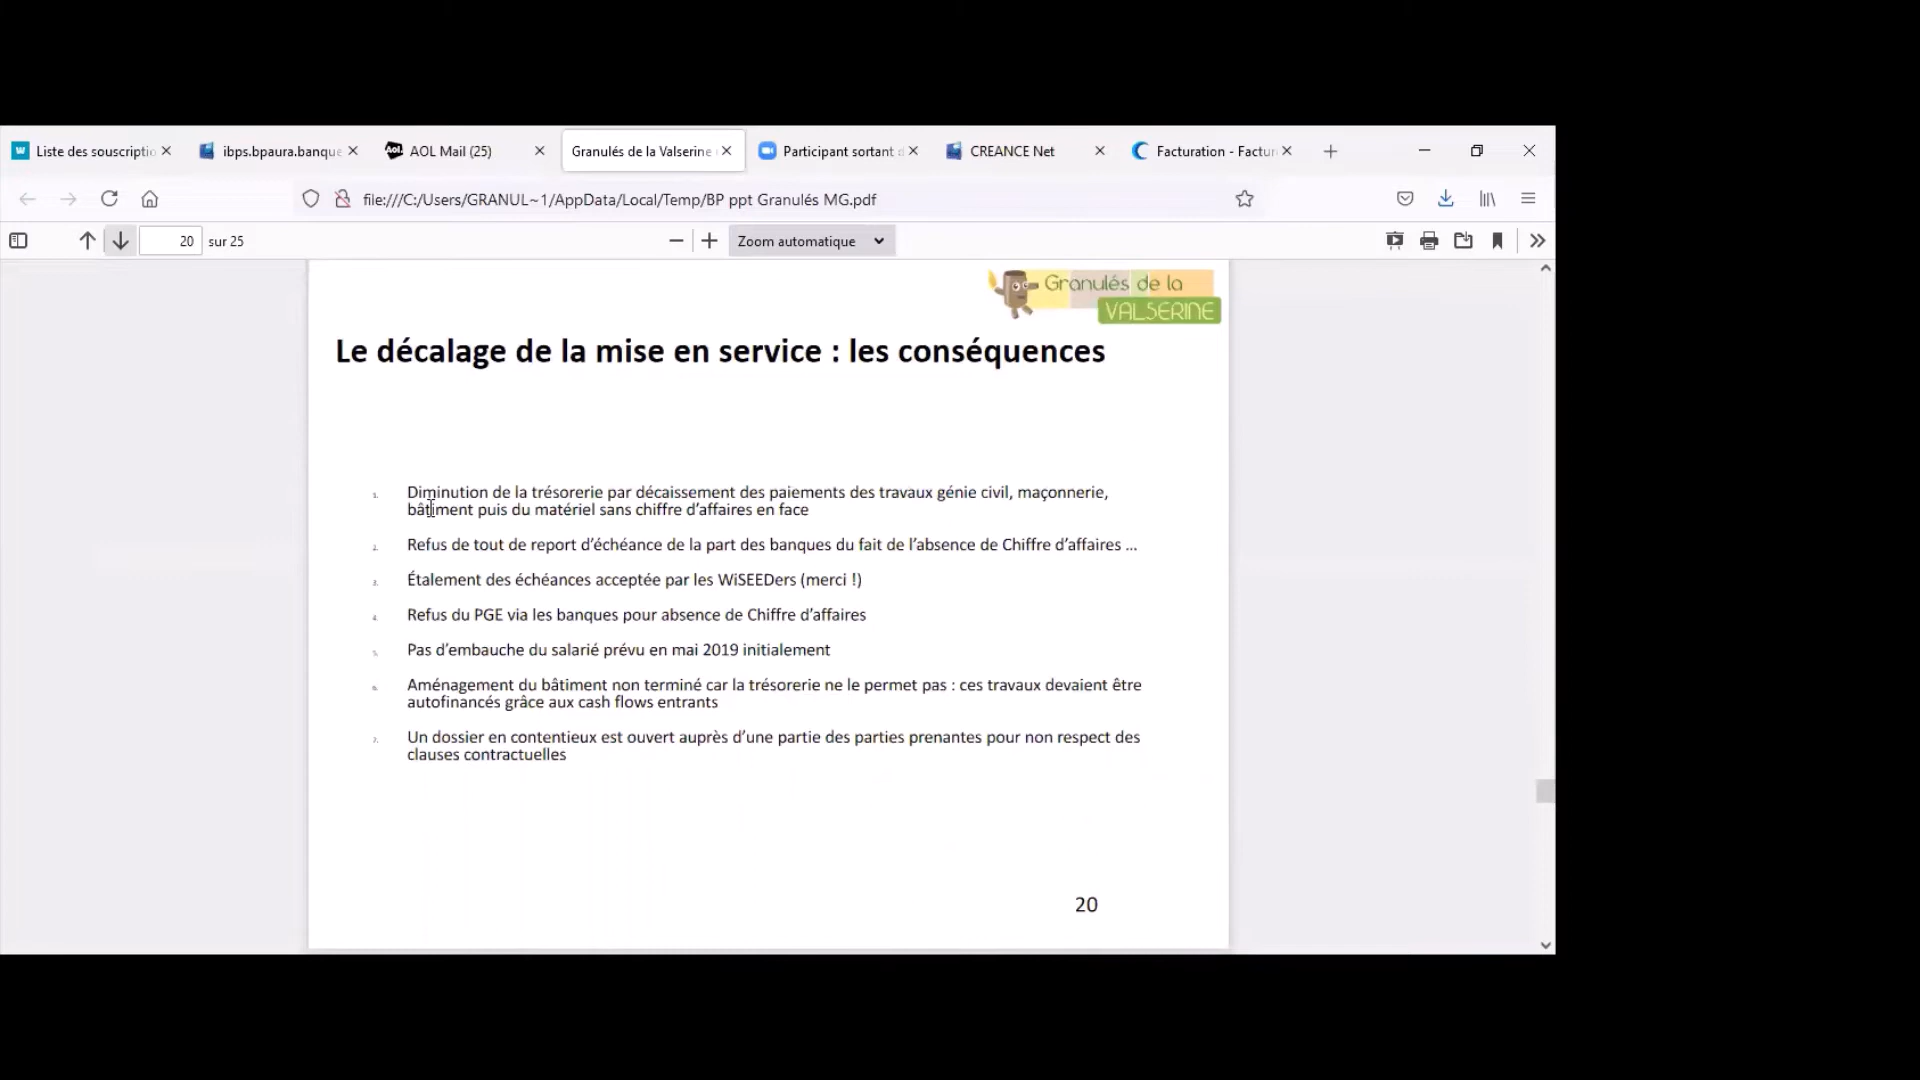 Liste des souscriptio
ibps.bpaura.banque
AOL Mail (25)
Granulés de la Valserine
Participant sortant d
CREANCE Net
Facturation - Factur
file:///C:/Users/GRANUL~1/AppData/Local/Temp/BP ppt Granulés MG.pdf
20 sur 25
Zoom automatique
Granulés de la
VALSERINE
Le décalage de la mise en service : les conséquences
1. Diminution de la trésorerie par décaissement des paiements des travaux génie civil, maçonnerie,
bâtiment puis du matériel sans chiffre d’affaires en face
2. Refus de tout de report d’échéance de la part des banques du fait de l’absence de Chiffre d’affaires ...
3. Étalement des échéances acceptée par les WiSEEDers (merci !)
4. Refus du PGE via les banques pour absence de Chiffre d’affaires
5. Pas d’embauche du salarié prévu en mai 2019 initialement
6. Aménagement du bâtiment non terminé car la trésorerie ne le permet pas : ces travaux devaient être
autofinancés grâce aux cash flows entrants
7. Un dossier en contentieux est ouvert auprès d’une partie des parties prenantes pour non respect des
clauses contractuelles
20